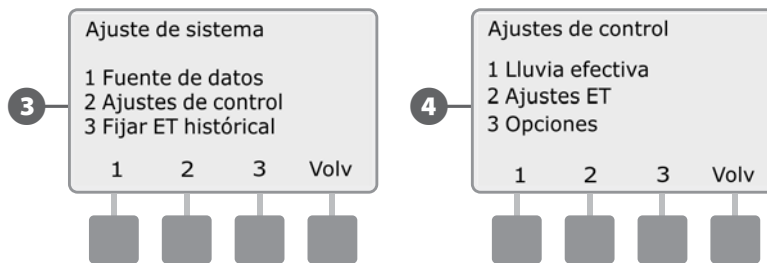 3
Ajuste de sistema
1 Fuente de datos
2 Ajustes de control
3 Fijar ET histórical
1 2 3 Volv
4
Ajustes de control
1 Lluvia efectiva
2 Ajustes ET
3 Opciones
1 2 3 Volv